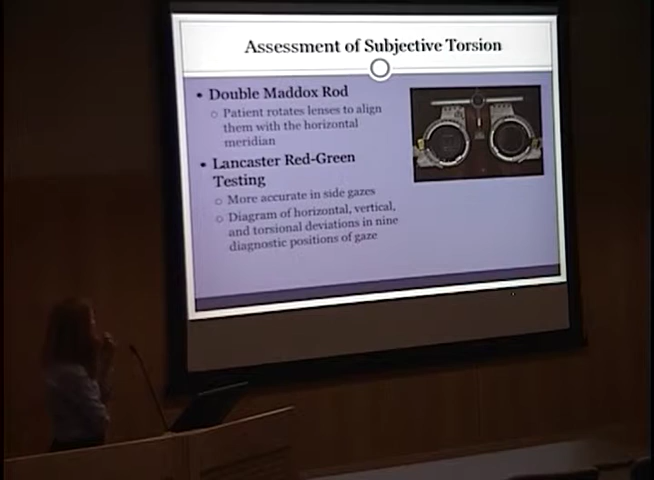 Assessment of Subjective Torsion
• Double Maddox Rod
○ Patient rotates lenses to align
them with the horizontal
meridian
• Lancaster Red-Green
Testing
○ More accurate in side gazes
○ Diagram of horizontal, vertical,
and torsional deviations in nine
diagnostic positions of gaze